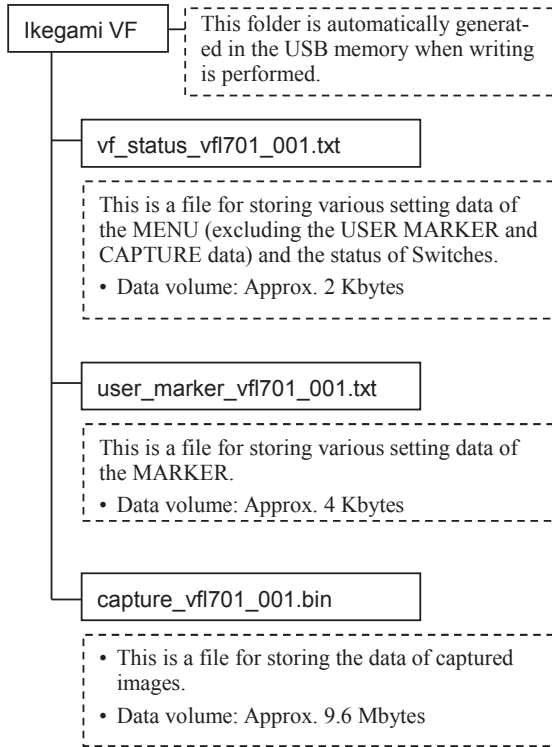 Ikegami VF
This folder is automatically generat-
ed in the USB memory when writing
is performed.
vf_status_vfl701_001.txt
This is a file for storing various setting data of
the MENU (excluding the USER MARKER and
CAPTURE data) and the status of Switches.
• Data volume: Approx. 2 Kbytes
user_marker_vfl701_001.txt
This is a file for storing various setting data of
the MARKER.
• Data volume: Approx. 4 Kbytes
capture_vfl701_001.bin
• This is a file for storing the data of captured
images.
• Data volume: Approx. 9.6 Mbytes